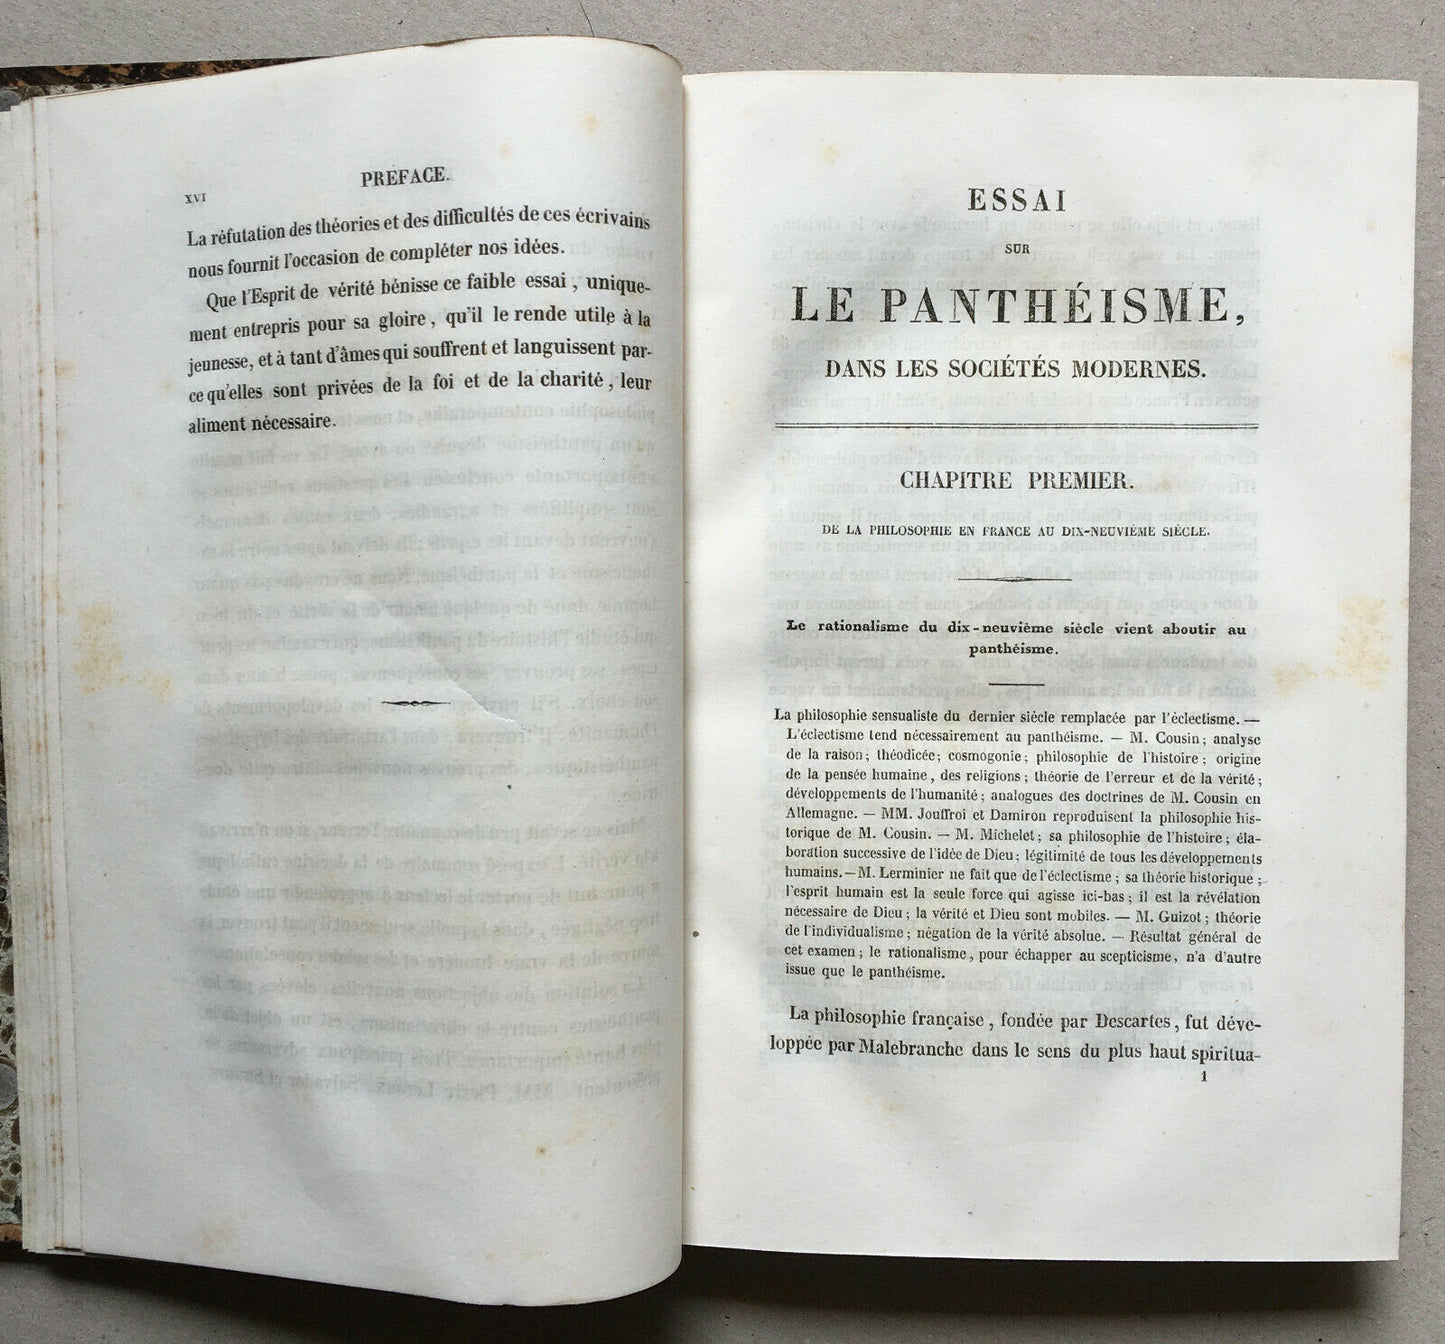 XVI
PRÉFACE.
La réfutation des théories et des difficultés de ces écrivains
nous fournit l'occasion de compléter nos idées.
Que l'Esprit de vérité bénisse ce faible essai, unique-
ment entrepris pour sa gloire, qu'il le rende utile à la
jeunesse, et à tant d'âmes qui souffrent et languissent par-
ce qu'elles sont privées de la foi et de la charité, leur
aliment nécessaire.
ESSAI
SUR
LE PANTHÉISME,
DANS LES SOCIÉTÉS MODERNES.
CHAPITRE PREMIER.
DE LA PHILOSOPHIE EN FRANCE AU DIX-NEUVIÈME SIÈCLE.
Le rationalisme du dix-neuvième siècle vient aboutir au
panthéisme.
La philosophie sensualiste du dernier siècle remplacée par l'éclectisme. —
L'éclectisme tend nécessairement au panthéisme. — M. Cousin; analyse
de la raison; théodicée; cosmogonie; philosophie de l'histoire; origine
de la pensée humaine, des religions; théorie de l'erreur et de la vérité;
développements de l'humanité; analogues des doctrines de M. Cousin en
Allemagne. — MM. Jouffroi et Damiron reproduisent la philosophie his-
torique de M. Cousin. — M. Michelet; sa philosophie de l'histoire; éla-
boration successive de l'idée de Dieu; légitimité de tous les développements
humains. — M. Lerminier ne fait que de l'éclectisme; sa théorie historique;
l'esprit humain est la seule force qui agisse ici-bas; il est la révélation
nécessaire de Dieu; la vérité et Dieu sont mobiles. — M. Guizot; théorie
de l'individualisme; négation de la vérité absolue. — Résultat général de
cet examen; le rationalisme, pour échapper au scepticisme, n'a d'autre
issue que le panthéisme.
La philosophie française, fondée par Descartes, fut déve-
loppée par Malebranche dans le sens du plus haut spiritua-
1